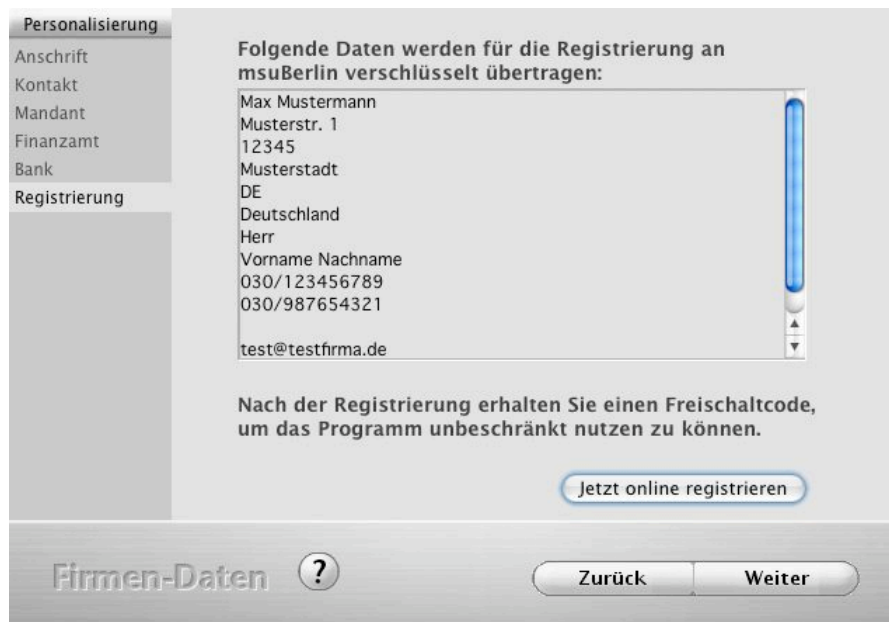 Personalisierung
Anschrift
Kontakt
Mandant
Finanzamt
Bank
Registrierung
Folgende Daten werden für die Registrierung an
msuBerlin verschlüsselt übertragen:
Max Mustermann
Musterstr. 1
12345
Musterstadt
DE
Deutschland
Herr
Vorname Nachname
030/123456789
030/987654321
test@testfirma.de
Nach der Registrierung erhalten Sie einen Freischaltcode,
um das Programm unbeschränkt nutzen zu können.
Jetzt online registrieren
Firmen-Daten ? Zurück Weiter